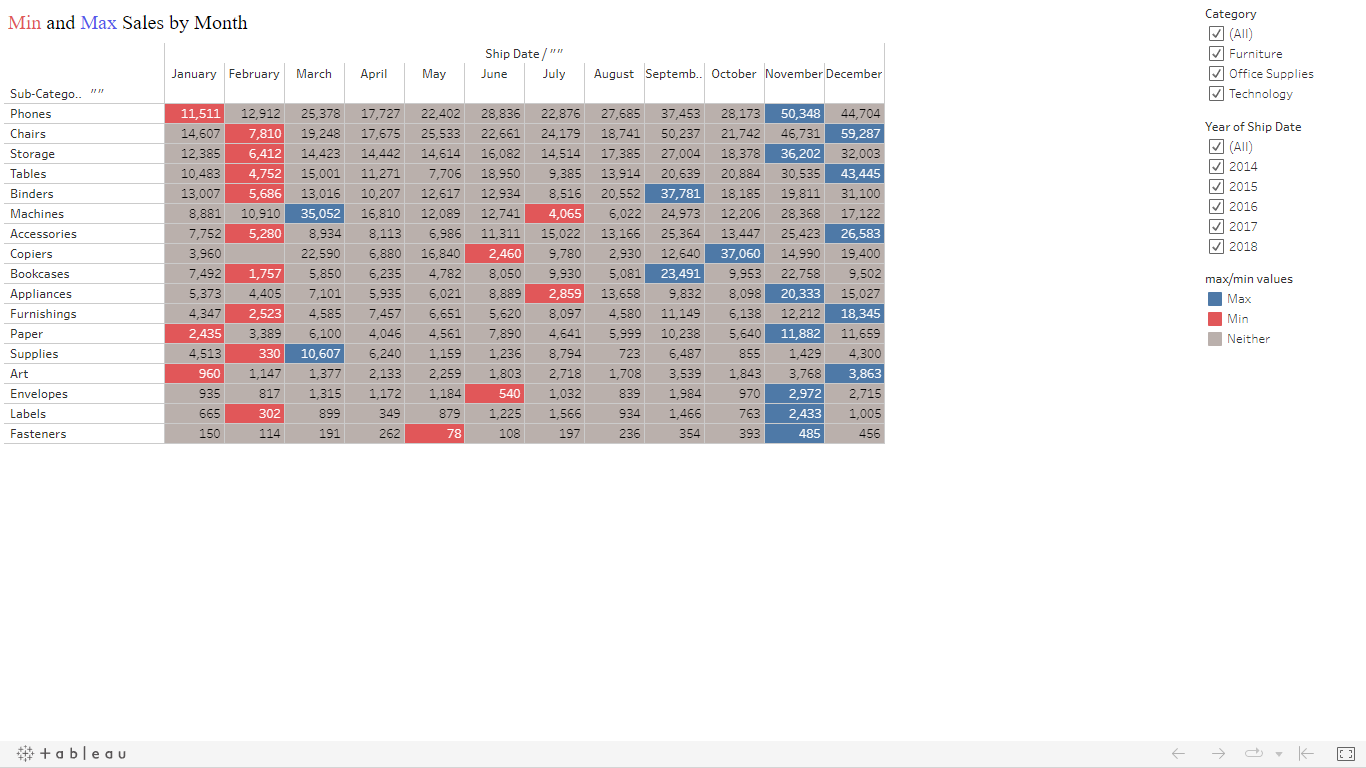 Min and Max Sales by Month
Ship Date / ""
January February March April May June July August Septemb.. October November December
Sub-Catego.. ""
Phones 11,511 12,912 25,378 17,727 22,402 28,836 22,876 27,685 37,453 28,173 50,348 44,704
Chairs 14,607 7,810 19,248 17,675 25,533 22,661 24,179 18,741 50,237 21,742 46,731 59,287
Storage 12,385 6,412 14,423 14,442 14,614 16,082 14,514 17,385 27,004 18,378 36,202 32,003
Tables 10,483 4,752 15,001 11,271 7,706 18,950 9,385 13,914 20,639 20,884 30,535 43,445
Binders 13,007 5,686 13,016 10,207 12,617 12,934 8,516 20,552 37,781 18,185 19,811 31,100
Machines 8,881 10,910 35,052 16,810 12,089 12,741 4,065 6,022 24,973 12,206 28,368 17,122
Accessories 7,752 5,280 8,934 8,113 6,986 11,311 15,022 13,166 25,364 13,447 25,423 26,583
Copiers 3,960 22,590 6,880 16,840 2,460 9,780 2,930 12,640 37,060 14,990 19,400
Bookcases 7,492 1,757 5,850 6,235 4,782 8,050 9,930 5,081 23,491 9,953 22,758 9,502
Appliances 5,373 4,405 7,101 5,935 6,021 8,889 2,859 13,658 9,832 8,098 20,333 15,027
Furnishings 4,347 2,523 4,585 7,457 6,651 5,620 8,097 4,580 11,149 6,138 12,212 18,345
Paper 2,435 3,389 6,100 4,046 4,561 7,890 4,641 5,999 10,238 5,640 11,882 11,659
Supplies 4,513 330 10,607 6,240 1,159 1,236 8,794 723 6,487 855 1,429 4,300
Art 960 1,147 1,377 2,133 2,259 1,803 2,718 1,708 3,539 1,843 3,768 3,863
Envelopes 935 817 1,315 1,172 1,184 540 1,032 839 1,984 970 2,972 2,715
Labels 665 302 899 349 879 1,225 1,566 934 1,466 763 2,433 1,005
Fasteners 150 114 191 262 78 108 197 236 354 393 485 456
Category
(All)
Furniture
Office Supplies
Technology
Year of Ship Date
(All)
2014
2015
2016
2017
2018
max/min values
Max
Min
Neither
+ableau